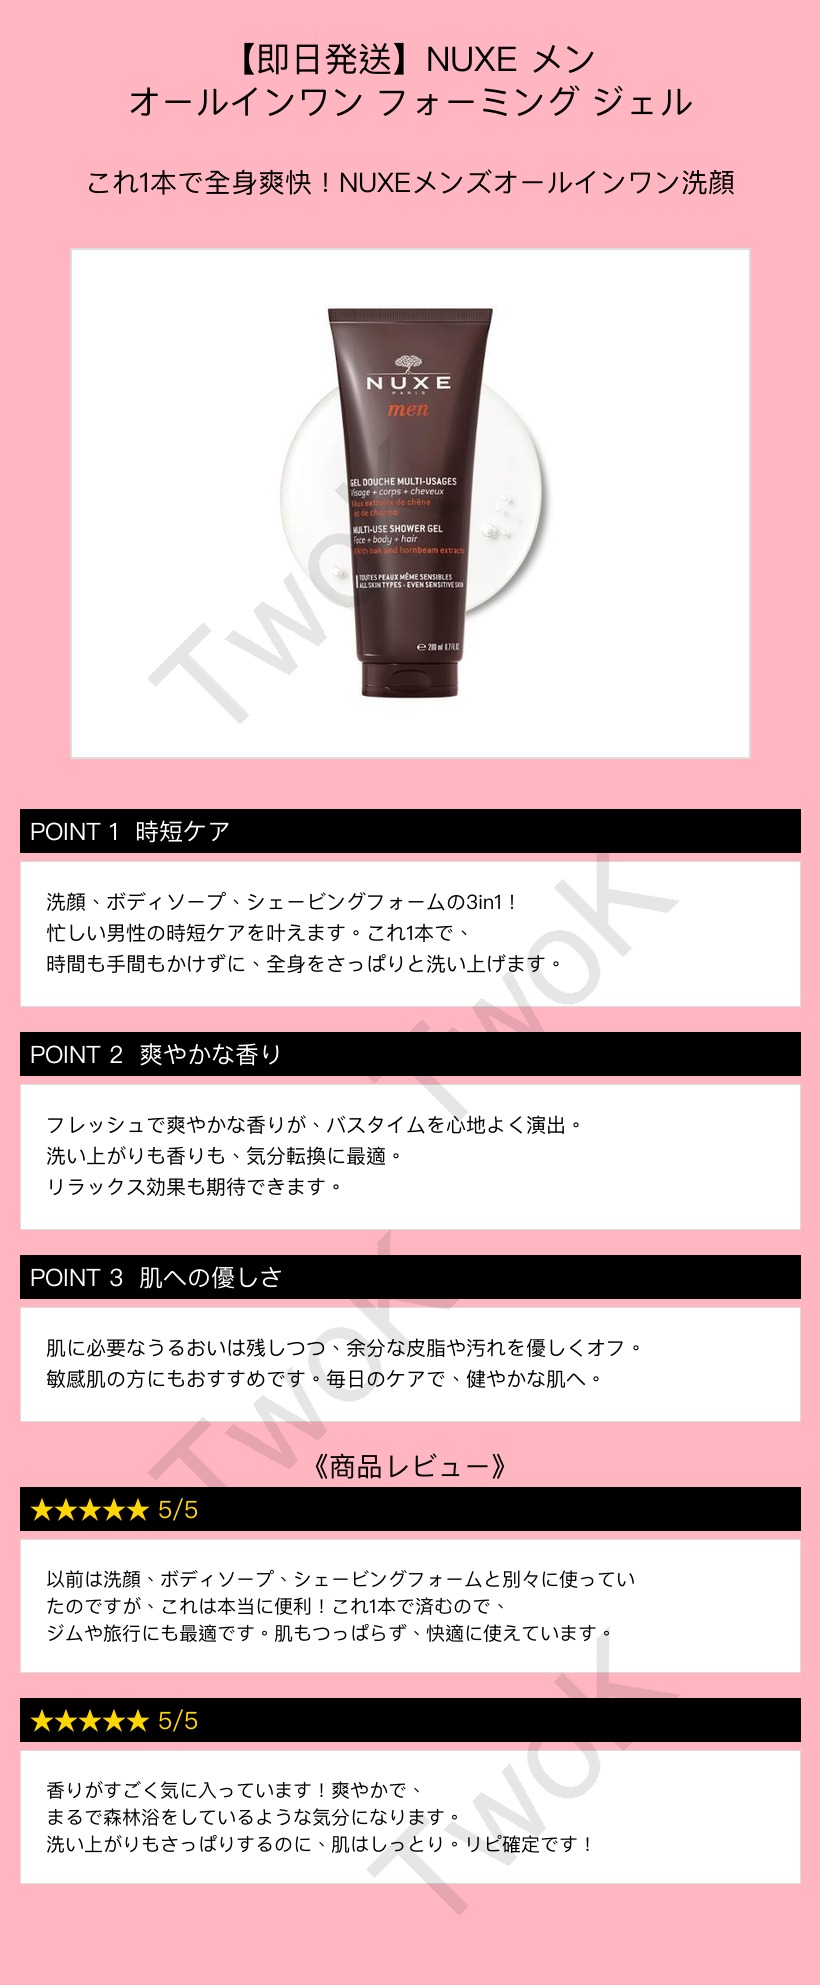 【即日発送】NUXE メン
オールインワン フォーミング ジェル
これ1本で全身爽快！NUXEメンズオールインワン洗顔
NUXE
PARIS
men
GEL DOUCHE MULTI-USAGES
Visage + corps + cheveux
Aux extraits de chêne
et de charme
MULTI-USE SHOWER GEL
Face + body + hair
With oak and hornbeam extracts
TOUTES PEAUX MÊME SENSIBLES
ALL SKIN TYPES - EVEN SENSITIVE SKIN
200 ml
TwoK
POINT 1 時短ケア
洗顔、ボディソープ、シェービングフォームの3in1！
忙しい男性の時短ケアを叶えます。これ1本で、
時間も手間もかけずに、全身をさっぱりと洗い上げます。
TwoK
POINT 2 爽やかな香り
フレッシュで爽やかな香りが、バスタイムを心地よく演出。
洗い上がりも香りも、気分転換に最適。
リラックス効果も期待できます。
POINT 3 肌への優しさ
肌に必要なうるおいは残しつつ、余分な皮脂や汚れを優しくオフ。
敏感肌の方にもおすすめです。毎日のケアで、健やかな肌へ。
TwoK
《商品レビュー》
★★★★★ 5/5
以前は洗顔、ボディソープ、シェービングフォームと別々に使ってい
たのですが、これは本当に便利！これ1本で済むので、
ジムや旅行にも最適です。肌もつっぱらず、快適に使えています。
★★★★★ 5/5
香りがすごく気に入っています！爽やかで、
まるで森林浴をしているような気分になります。
洗い上がりもさっぱりするのに、肌はしっとり。リピ確定です！
TwoK